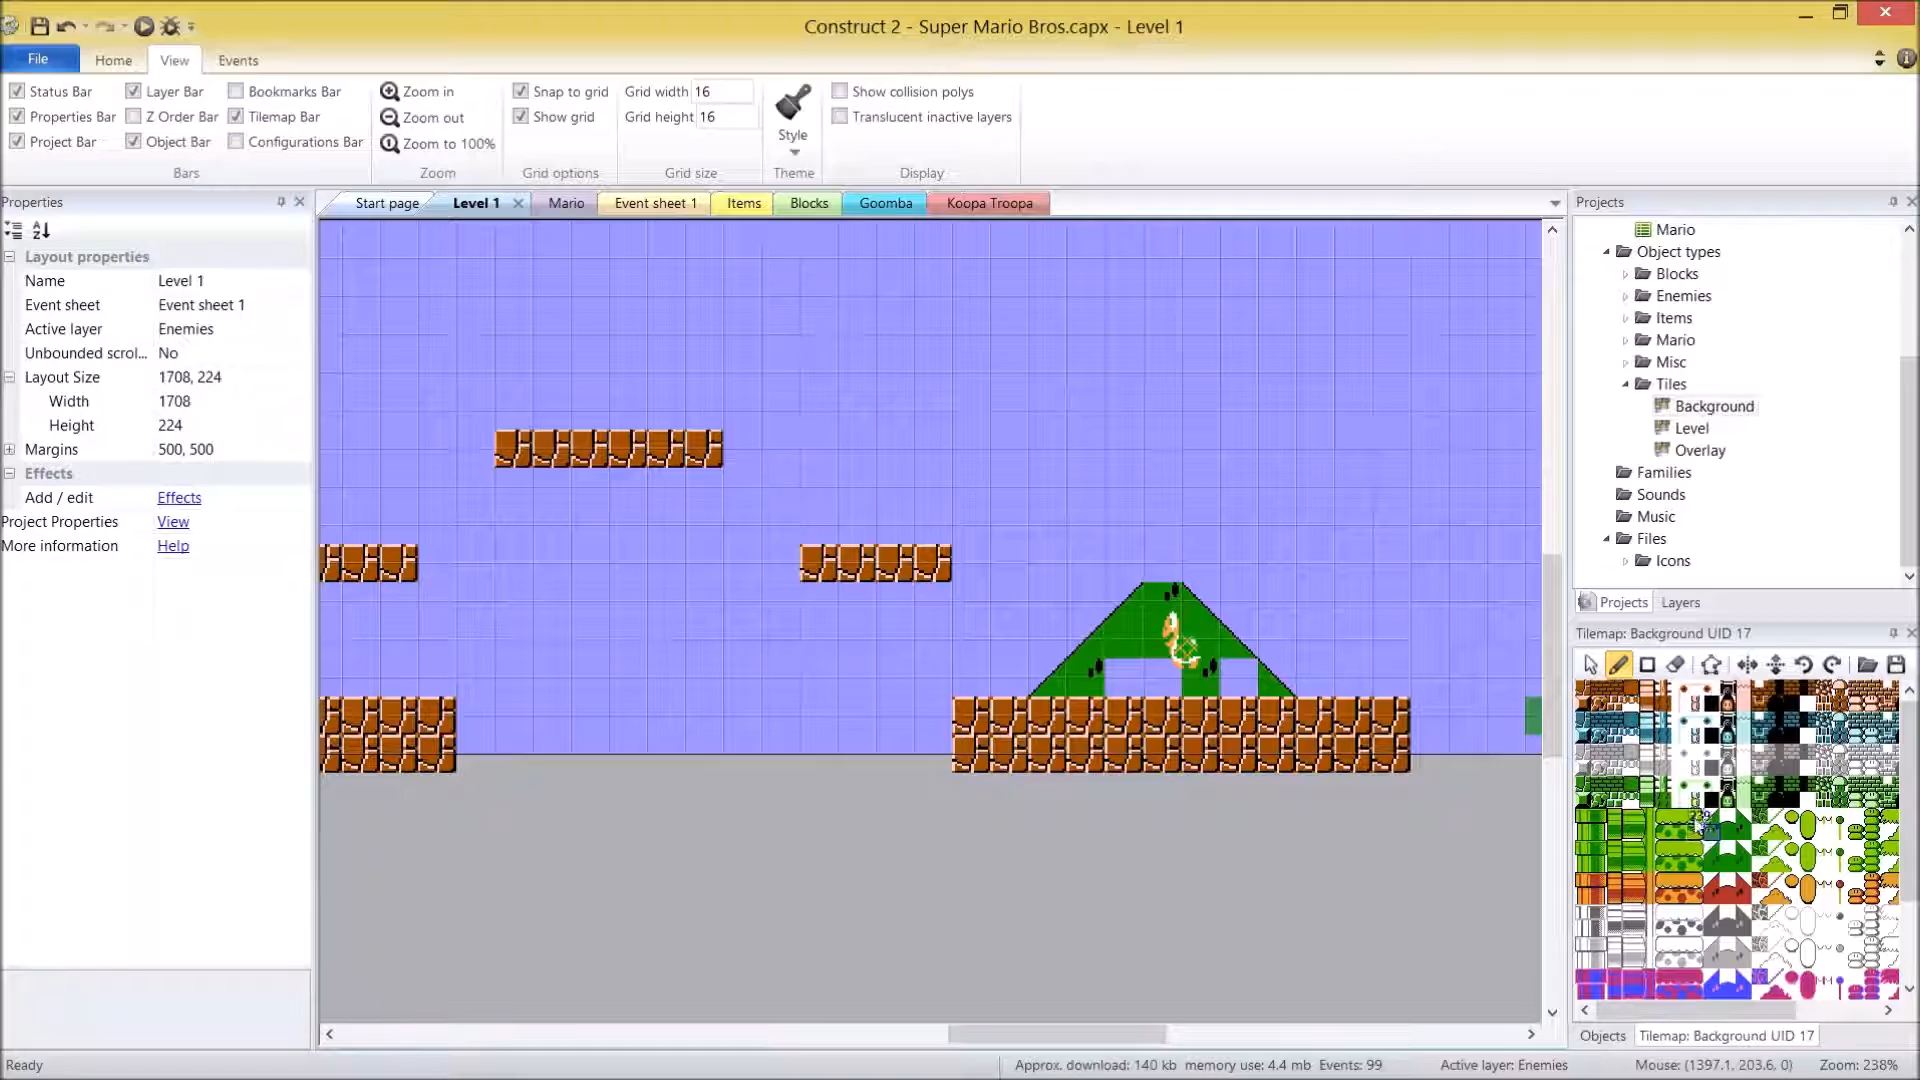 Construct 2 - Super Mario Bros.capx - Level 1
File Home View Events
Status Bar Layer Bar Bookmarks Bar Zoom in Snap to grid Grid width 16 Show collision polys
Properties Bar Z Order Bar Tilemap Bar Zoom out Show grid Grid height 16 Translucent inactive layers
Project Bar Object Bar Configurations Bar Zoom to 100% Style
Bars Zoom Grid options Grid size Theme Display
Properties
Start page Level 1 Mario Event sheet 1 Items Blocks Goomba Koopa Troopa
Layout properties
Name Level 1
Event sheet Event sheet 1
Active layer Enemies
Unbounded scrol... No
Layout Size 1708, 224
Width 1708
Height 224
Margins 500, 500
Effects
Add / edit Effects
Project Properties View
More information Help
Projects
Mario
Object types
Blocks
Enemies
Items
Mario
Misc
Tiles
Background
Level
Overlay
Families
Sounds
Music
Files
Icons
Projects Layers
Tilemap: Background UID 17
Objects Tilemap: Background UID 17
Ready Approx. download: 140 kb memory use: 4.4 mb Events: 99 Active layer: Enemies Mouse: (1397.1, 203.6, 0) Zoom: 238%